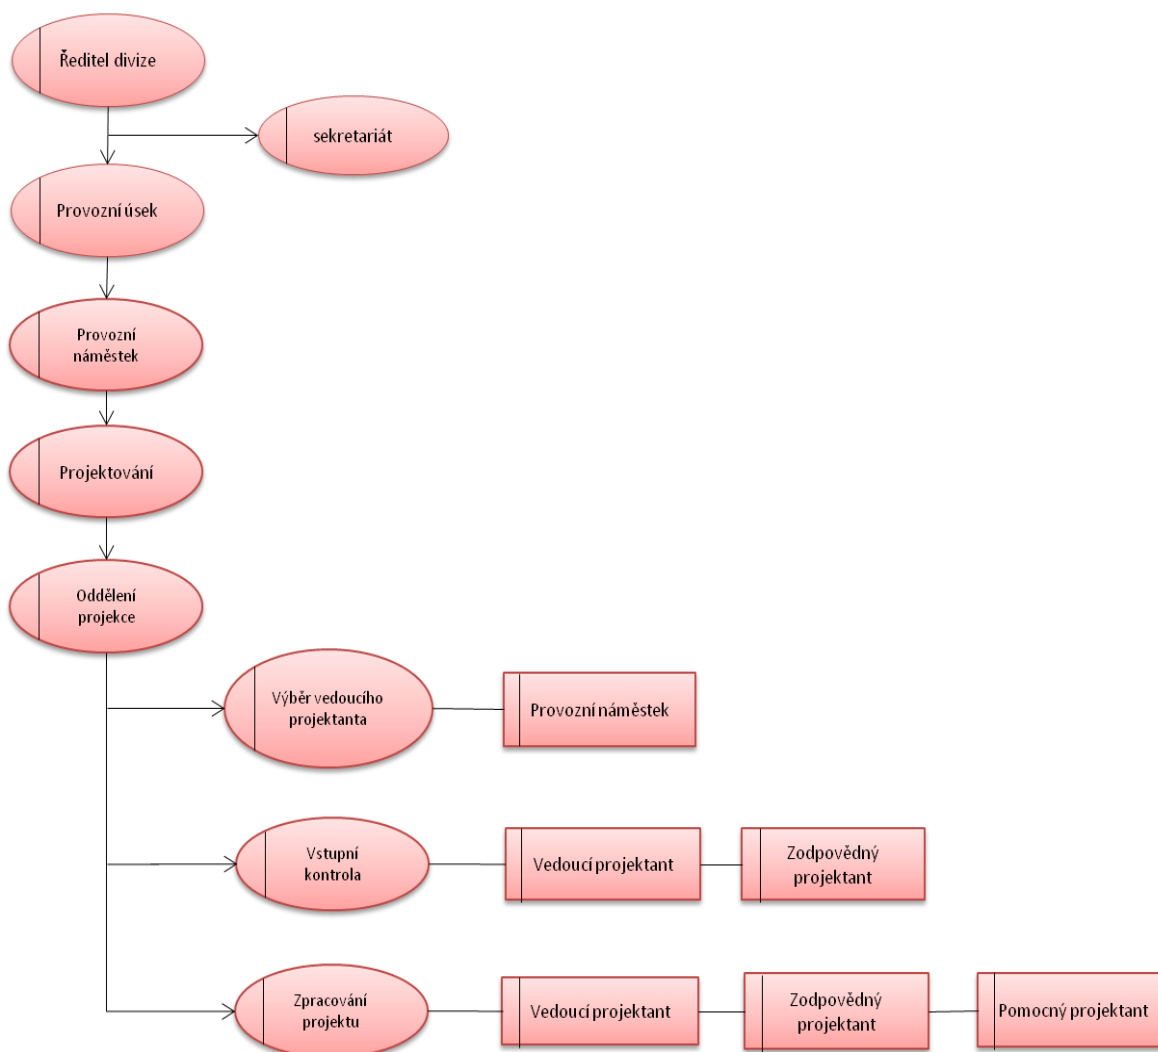 Ředitel divize
sekretariát
Provozní úsek
Provozní
náměstek
Projektování
Oddělení
projekce
Výběr vedoucího
projektanta
Provozní náměstek
Vstupní
kontrola
Vedoucí projektant
Zodpovědný
projektant
Zpracování
projektu
Vedoucí projektant
Zodpovědný
projektant
Pomocný projektant